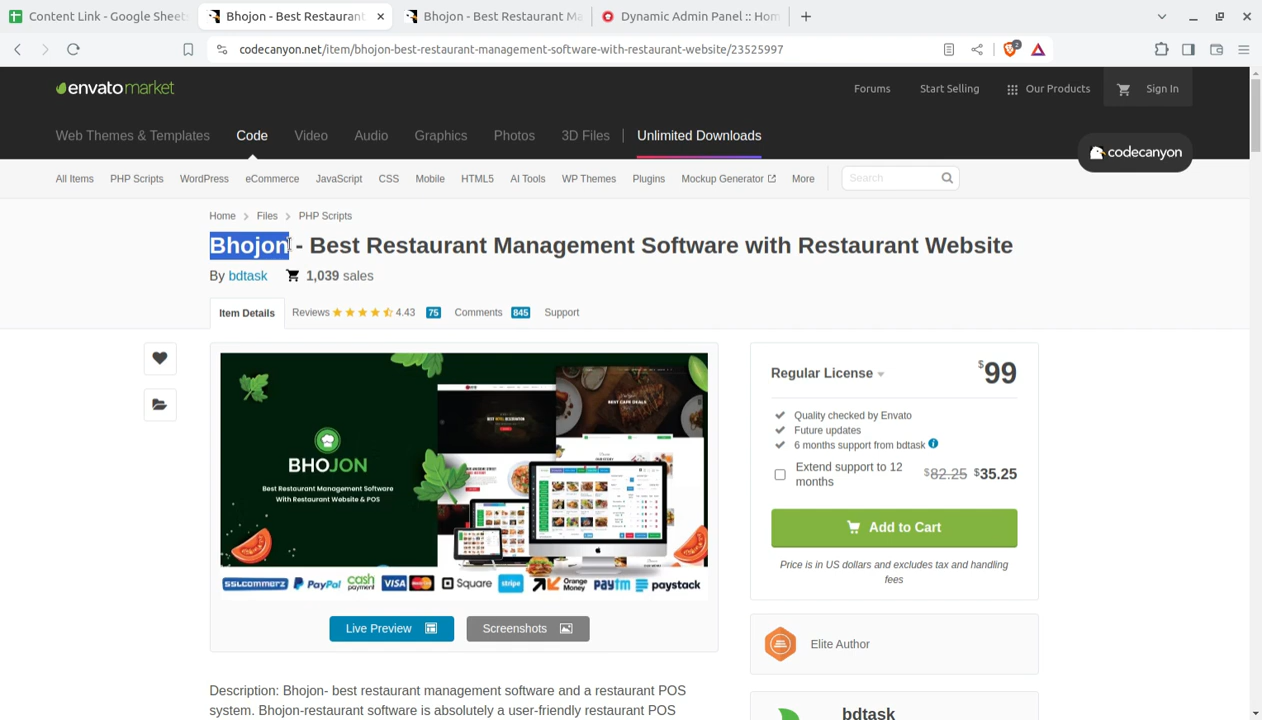 Content Link - Google Sheets
Bhojon - Best Restaurant
Bhojon - Best Restaurant Ma
Dynamic Admin Panel :: Hom
codecanyon.net/item/bhojon-best-restaurant-management-software-with-restaurant-website/23525997
2
envatomarket
Forums
Start Selling
Our Products
Sign In
Web Themes & Templates
Code
Video
Audio
Graphics
Photos
3D Files
Unlimited Downloads
codecanyon
All Items
PHP Scripts
WordPress
eCommerce
JavaScript
CSS
Mobile
HTML5
AI Tools
WP Themes
Plugins
Mockup Generator
More
Search
Home > Files > PHP Scripts
Bhojon - Best Restaurant Management Software with Restaurant Website
By bdtask 1,039 sales
Item Details
Reviews 4.43 75
Comments 845
Support
BHOJON
Best Restaurant Management Software
With Restaurant Website & POS
SSLCOMMERZ PayPal cash payment VISA MasterCard Square stripe Orange Money Paytm paystack
Live Preview
Screenshots
Regular License
$99
Quality checked by Envato
Future updates
6 months support from bdtask
Extend support to 12
months
$82.25 $35.25
Add to Cart
Price is in US dollars and excludes tax and handling
fees
Elite Author
bdtask
Description: Bhojon- best restaurant management software and a restaurant POS
system. Bhojon-restaurant software is absolutely a user-friendly restaurant POS